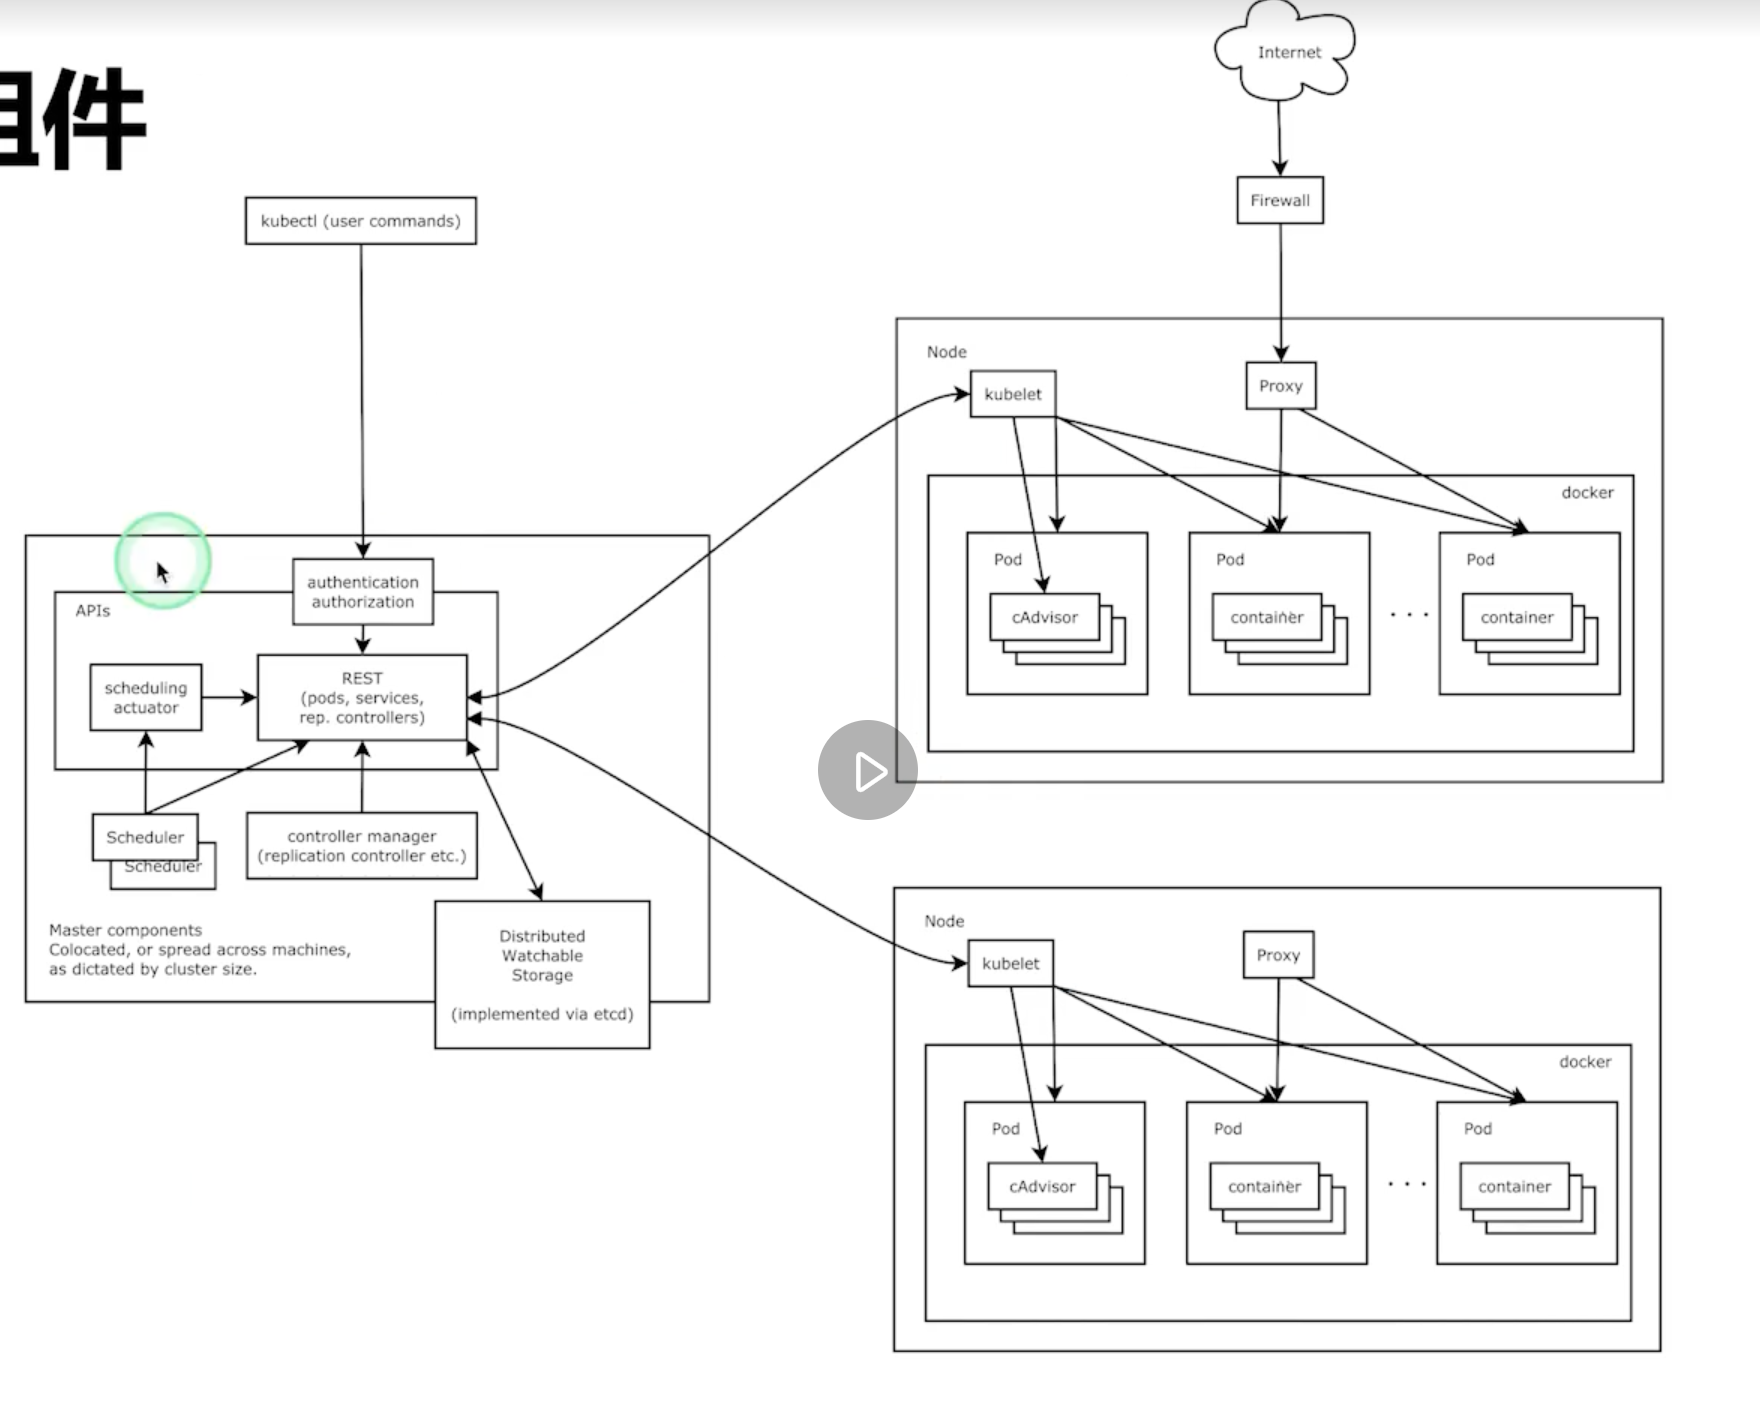 组件
Internet
Firewall
kubectl (user commands)
authentication
authorization
APIs
scheduling
actuator
REST
(pods, services,
rep. controllers)
Scheduler
Scheduler
controller manager
(replication controller etc.)
Master components
Colocated, or spread across machines,
as dictated by cluster size.
Distributed
Watchable
Storage
(implemented via etcd)
Node
kubelet
Proxy
docker
Pod
cAdvisor
Pod
container
. . .
Pod
container
Node
kubelet
Proxy
docker
Pod
cAdvisor
Pod
container
. . .
Pod
container